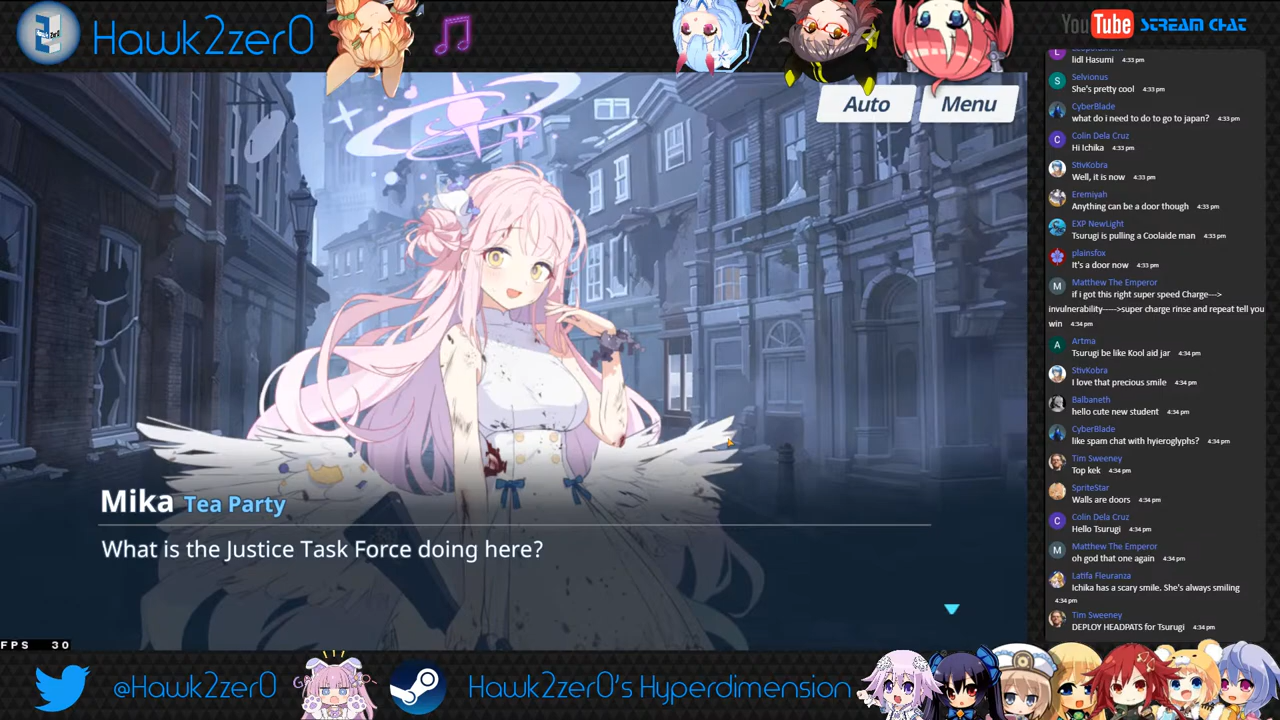 Hawk2zer0
YouTube STREAM CHAT
Auto
Menu
Mika Tea Party
What is the Justice Task Force doing here?
lidl Hasumi 4:33 pm
Selvionus
She's pretty cool 4:33 pm
CyberBlade
what do i need to do to go to japan? 4:33 pm
Colin Dela Cruz
Hi Ichika 4:33 pm
StivKobra
Well, it is now 4:33 pm
Eremiyah
Anything can be a door though 4:33 pm
EXP NewLight
Tsurugi is pulling a Coolaide man 4:33 pm
plainsfox
It's a door now 4:33 pm
Matthew The Emperor
if i got this right super speed Charge--->
invulnerability----->super charge rinse and repeat tell you
win 4:34 pm
Artma
Tsurugi be like Kool aid jar 4:34 pm
StivKobra
I love that precious smile 4:34 pm
Balbaneth
hello cute new student 4:34 pm
CyberBlade
like spam chat with hyieroglyphs? 4:34 pm
Tim Sweeney
Top kek 4:34 pm
SpriteStar
Walls are doors 4:34 pm
Colin Dela Cruz
Hello Tsurugi 4:34 pm
Matthew The Emperor
oh god that one again 4:34 pm
Latifa Fleuranza
Ichika has a scary smile. She's always smiling
4:34 pm
Tim Sweeney
DEPLOY HEADPATS for Tsurugi 4:34 pm
FPS 30
@Hawk2zer0
Hawk2zer0's Hyperdimension